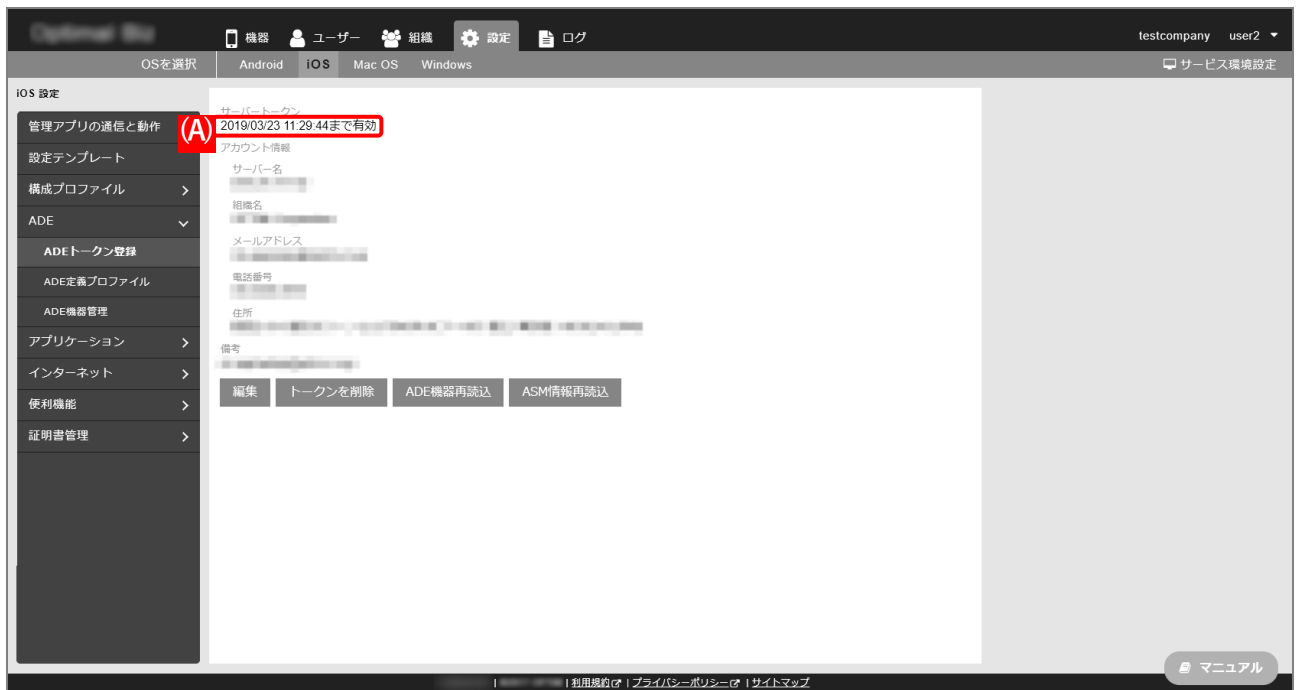 機器 ユーザー 組織 設定 ログ testcompany user2
OSを選択 Android iOS Mac OS Windows サービス環境設定
iOS 設定
管理アプリの通信と動作
設定テンプレート
構成プロファイル
ADE
ADEトークン登録
ADE定義プロファイル
ADE機器管理
アプリケーション
インターネット
便利機能
証明書管理
サーバートークン
(A) 2019/03/23 11:29:44まで有効
アカウント情報
サーバー名
組織名
メールアドレス
電話番号
住所
備考
編集 トークンを削除 ADE機器再読込 ASM情報再読込
マニュアル
| | 利用規約 | プライバシーポリシー | サイトマップ